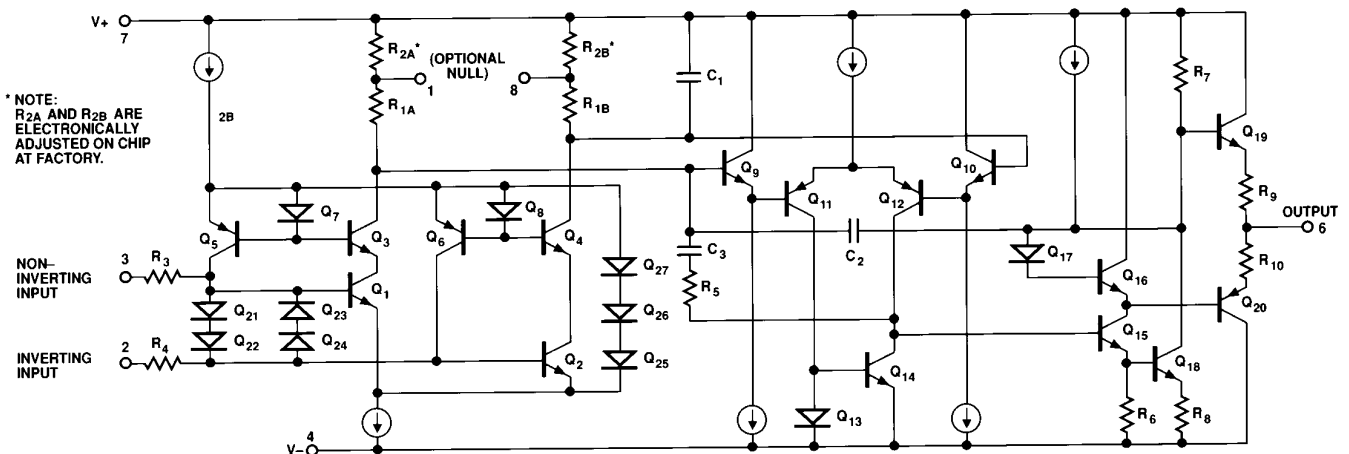 V+
7
R2A*
(OPTIONAL
NULL)
R2B*
1
8
R1A
R1B
C1
R7
* NOTE:
R2A AND R2B ARE
ELECTRONICALLY
ADJUSTED ON CHIP
AT FACTORY.
2B
Q19
Q9
Q10
R9
Q7
Q8
Q11
Q12
OUTPUT
6
Q5
Q3
Q6
Q4
Q17
C3
C2
R10
NON–
INVERTING
INPUT
3
R3
Q27
Q16
Q1
R5
Q20
Q21
Q23
Q26
Q15
Q22
Q24
INVERTING
INPUT
2
R4
Q2
Q25
Q14
Q18
Q13
R6
R8
V–
4